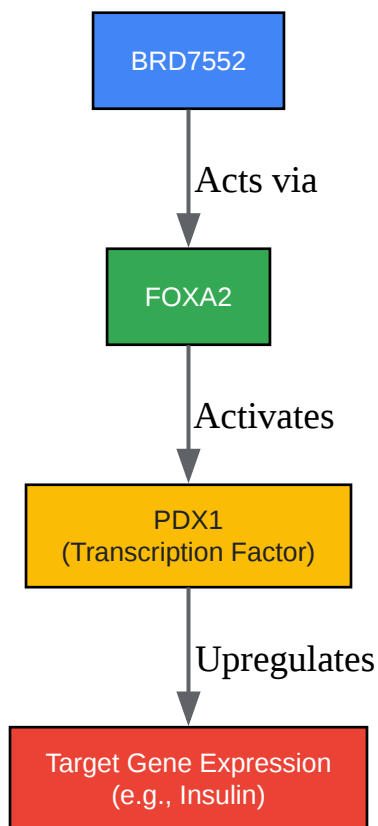 BRD7552
Acts via
FOXA2
Activates
PDX1
(Transcription Factor)
Upregulates
Target Gene Expression
(e.g., Insulin)